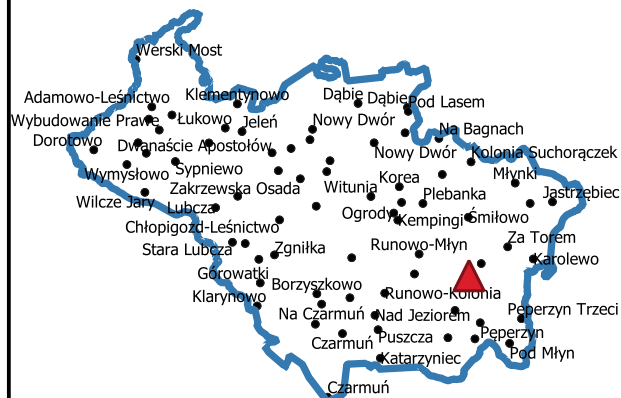 Werski Most
Adamowo-Leśnictwo
Klementynowo
Dąbie
Dąbie
Pod Lasem
Wybudowanie Prawe
Łukowo
Jeleń
Nowy Dwór
Na Bagnach
Dorotowo
Dwanaście Apostołów
Nowy Dwór
Kolonia Suchorączek
Wymysłowo
Sypniewo
Korea
Młynki
Zakrzewska Osada
Witunia
Plebanka
Jastrzębiec
Wilcze Jary
Lubcza
Ogrody
Kempingi
Śmiłowo
Chłopigozd-Leśnictwo
Stara Lubcza
Zgniłka
Runowo-Młyn
Za Torem
Karolewo
Górowatki
Borzyszkowo
Runowo-Kolonia
Klarynowo
Na Czarmuń
Nad Jeziorem
Pęperzyn Trzeci
Czarmuń
Puszcza
Pęperzyn
Katarzyniec
Pod Młyn
Czarmuń